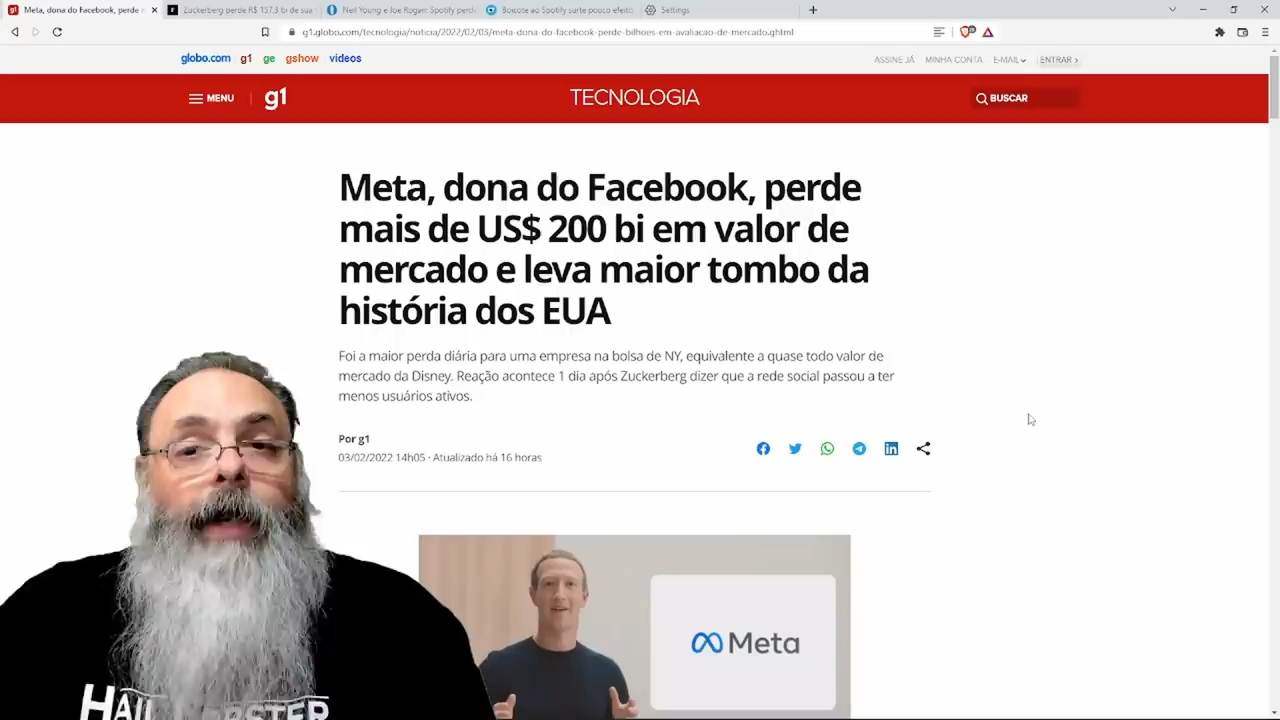 Meta, dona do Facebook, perde
Zuckerberg perde R$ 157,3 bi de sua
Neil Young e Joe Rogan: Spotify perde
Boicote ao Spotify surte pouco efeito
Settings
g1.globo.com/tecnologia/noticia/2022/02/03/meta-dona-do-facebook-perde-bilhoes-em-avaliacao-de-mercado.ghtml
globo.com g1 ge gshow videos
ASSINE JÁ MINHA CONTA E-MAIL ENTRAR
MENU g1 TECNOLOGIA BUSCAR
Meta, dona do Facebook, perde
mais de US$ 200 bi em valor de
mercado e leva maior tombo da
história dos EUA
Foi a maior perda diária para uma empresa na bolsa de NY, equivalente a quase todo valor de
mercado da Disney. Reação acontece 1 dia após Zuckerberg dizer que a rede social passou a ter
menos usuários ativos.
Por g1
03/02/2022 14h05 · Atualizado há 16 horas
Meta